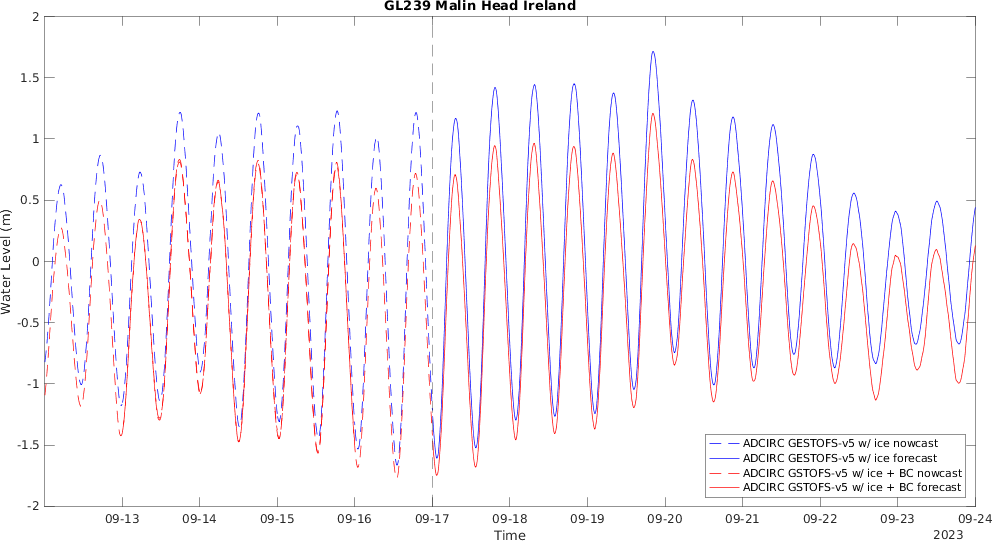 GL239 Malin Head Ireland
2
1.5
1
0.5
0
-0.5
-1
-1.5
-2
Water Level (m)
ADCIRC GESTOFS-v5 w/ ice nowcast
ADCIRC GESTOFS-v5 w/ ice forecast
ADCIRC GSTOFS-v5 w/ ice + BC nowcast
ADCIRC GSTOFS-v5 w/ ice + BC forecast
09-13 09-14 09-15 09-16 09-17 09-18 09-19 09-20 09-21 09-22 09-23 09-24
Time
2023